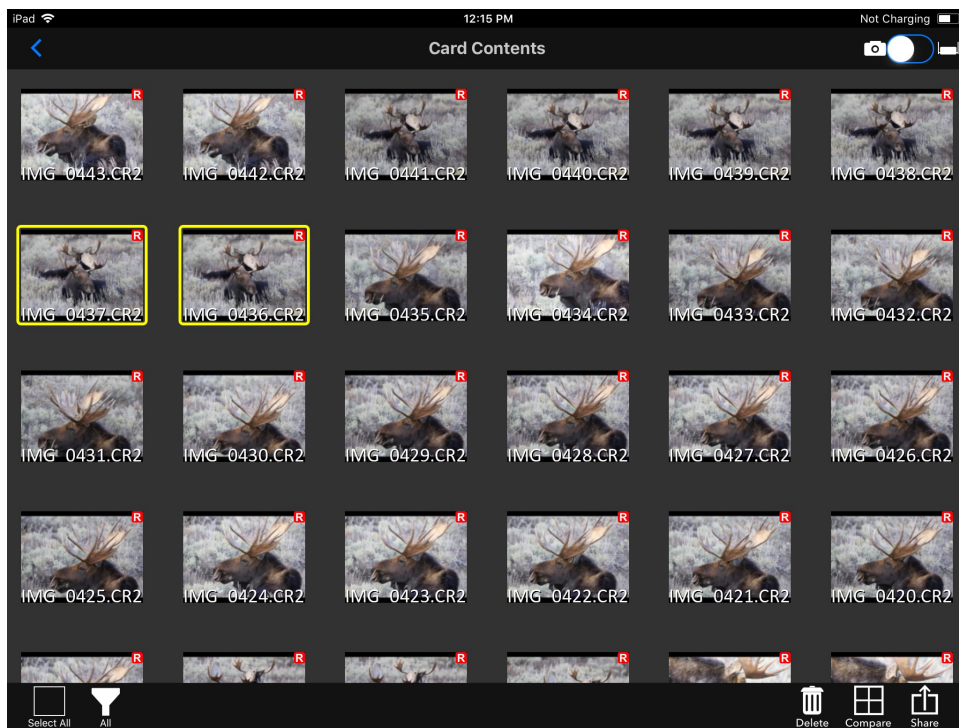 iPad 12:15 PM Not Charging
Card Contents
R R R R R R
IMG_0443.CR2 IMG_0442.CR2 IMG_0441.CR2 IMG_0440.CR2 IMG_0439.CR2 IMG_0438.CR2
R R R R R R
IMG_0437.CR2 IMG_0436.CR2 IMG_0435.CR2 IMG_0434.CR2 IMG_0433.CR2 IMG_0432.CR2
R R R R R R
IMG_0431.CR2 IMG_0430.CR2 IMG_0429.CR2 IMG_0428.CR2 IMG_0427.CR2 IMG_0426.CR2
R R R R R R
IMG_0425.CR2 IMG_0424.CR2 IMG_0423.CR2 IMG_0422.CR2 IMG_0421.CR2 IMG_0420.CR2
R R R R R R
Select All All Delete Compare Share